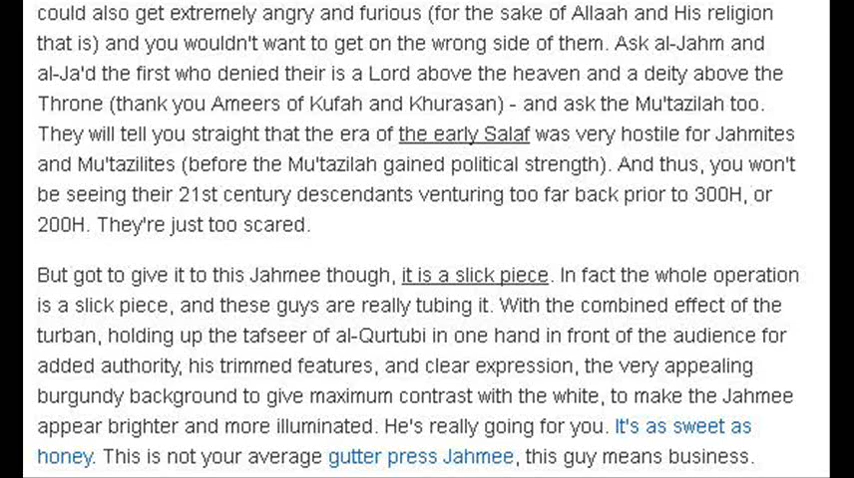 could also get extremely angry and furious (for the sake of Allaah and His religion
that is) and you wouldn't want to get on the wrong side of them. Ask al-Jahm and
al-Ja'd the first who denied their is a Lord above the heaven and a deity above the
Throne (thank you Ameers of Kufah and Khurasan) - and ask the Mu'tazilah too.
They will tell you straight that the era of the early Salaf was very hostile for Jahmites
and Mu'tazilites (before the Mu'tazilah gained political strength). And thus, you won't
be seeing their 21st century descendants venturing too far back prior to 300H, or
200H. They're just too scared.
But got to give it to this Jahmee though, it is a slick piece. In fact the whole operation
is a slick piece, and these guys are really tubing it. With the combined effect of the
turban, holding up the tafseer of al-Qurtubi in one hand in front of the audience for
added authority, his trimmed features, and clear expression, the very appealing
burgundy background to give maximum contrast with the white, to make the Jahmee
appear brighter and more illuminated. He's really going for you. It's as sweet as
honey. This is not your average gutter press Jahmee, this guy means business.